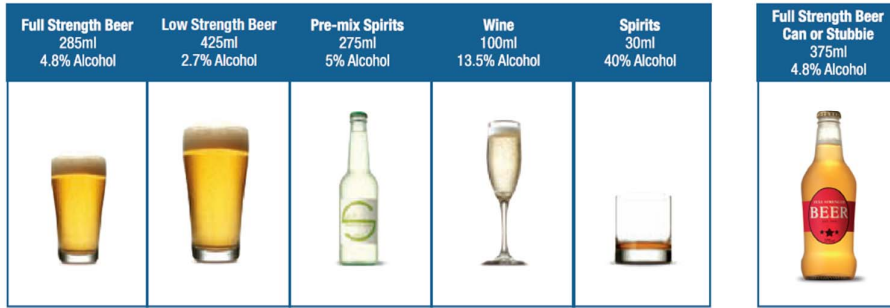 Full Strength Beer
285ml
4.8% Alcohol
Low Strength Beer
425ml
2.7% Alcohol
Pre-mix Spirits
275ml
5% Alcohol
Wine
100ml
13.5% Alcohol
Spirits
30ml
40% Alcohol
Full Strength Beer
Can or Stubbie
375ml
4.8% Alcohol
BEER